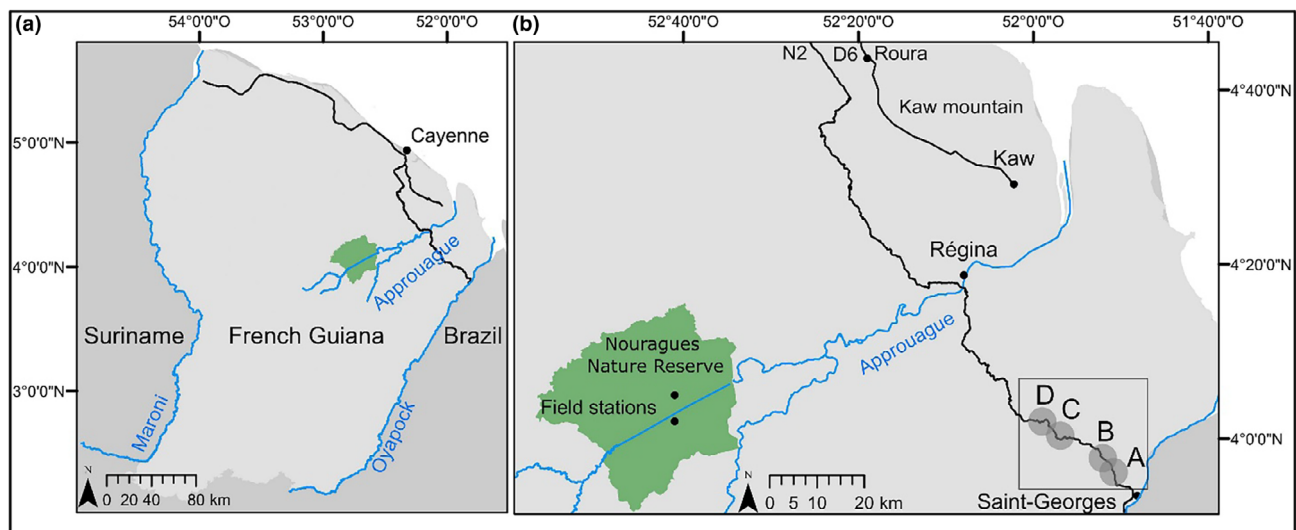 (a)
54°0'0"O 53°0'0"O 52°0'0"O
5°0'0"N
4°0'0"N
3°0'0"N
Cayenne
Approuague
Suriname
French Guiana
Brazil
Maroni
Oyapock
N
0 20 40 80 km
(b)
52°40'0"O 52°20'0"O 52°0'0"O 51°40'0"O
4°40'0"N
4°20'0"N
4°0'0"N
N2
D6
Roura
Kaw mountain
Kaw
Régina
Approuague
Nouragues
Nature Reserve
Field stations
D
C
B
A
Saint-Georges
N
0 5 10 20 km